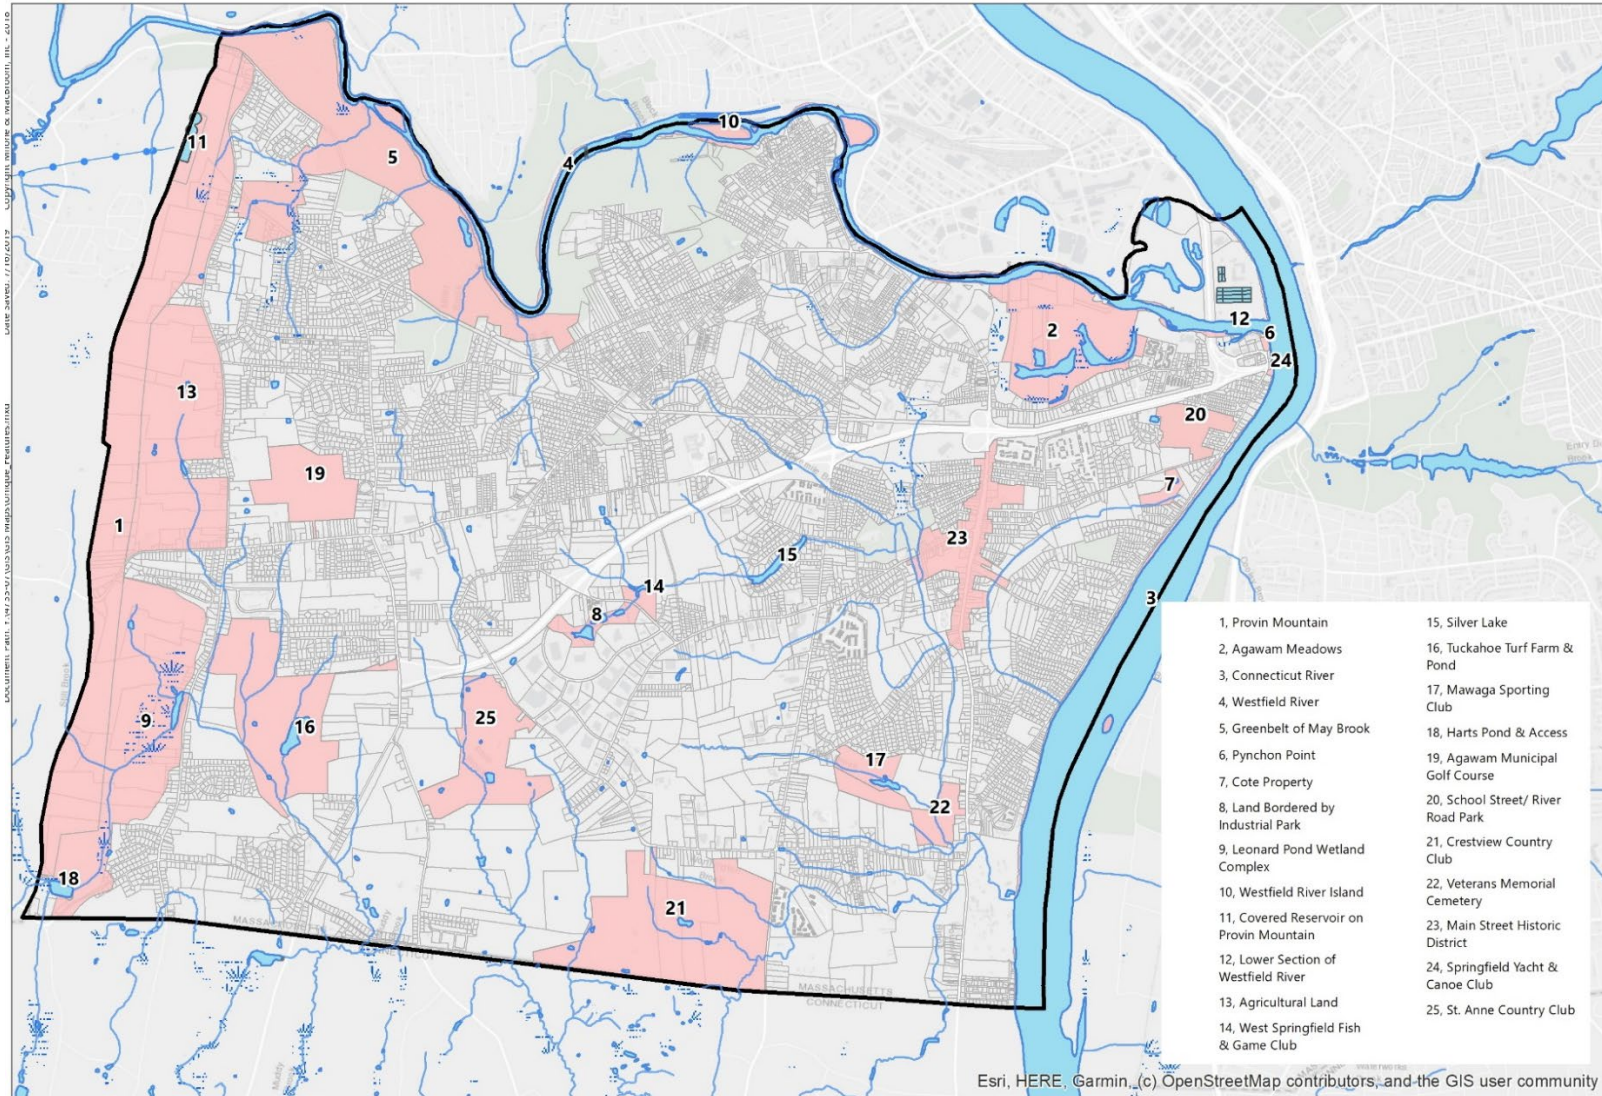 Copyright Milone & MacBroom, Inc - 2018
10
11
5
4
12
6
2
24
13
20
19
7
1
23
15
14
8
3
9
16
25
17
22
18
21
MASSACHUSETTS
CONNECTICUT
1, Provin Mountain
2, Agawam Meadows
3, Connecticut River
4, Westfield River
5, Greenbelt of May Brook
6, Pynchon Point
7, Cote Property
8, Land Bordered by
Industrial Park
9, Leonard Pond Wetland
Complex
10, Westfield River Island
11, Covered Reservoir on
Provin Mountain
12, Lower Section of
Westfield River
13, Agricultural Land
14, West Springfield Fish
& Game Club
15, Silver Lake
16, Tuckahoe Turf Farm &
Pond
17, Mawaga Sporting
Club
18, Harts Pond & Access
19, Agawam Municipal
Golf Course
20, School Street/ River
Road Park
21, Crestview Country
Club
22, Veterans Memorial
Cemetery
23, Main Street Historic
District
24, Springfield Yacht &
Canoe Club
25, St. Anne Country Club
Esri, HERE, Garmin, (c) OpenStreetMap contributors, and the GIS user community